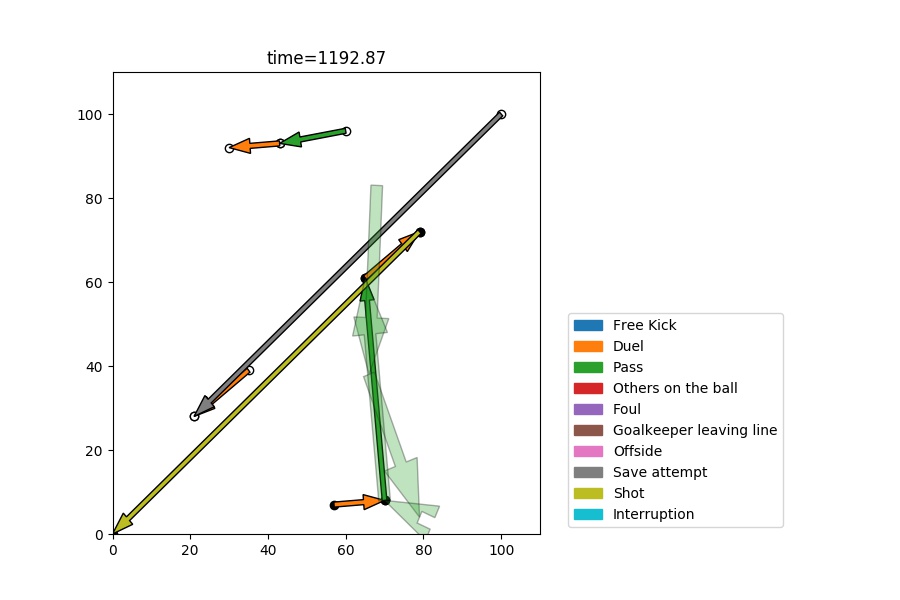 time=1192.87
100
80
60
40
20
0
0 20 40 60 80 100
Free Kick
Duel
Pass
Others on the ball
Foul
Goalkeeper leaving line
Offside
Save attempt
Shot
Interruption